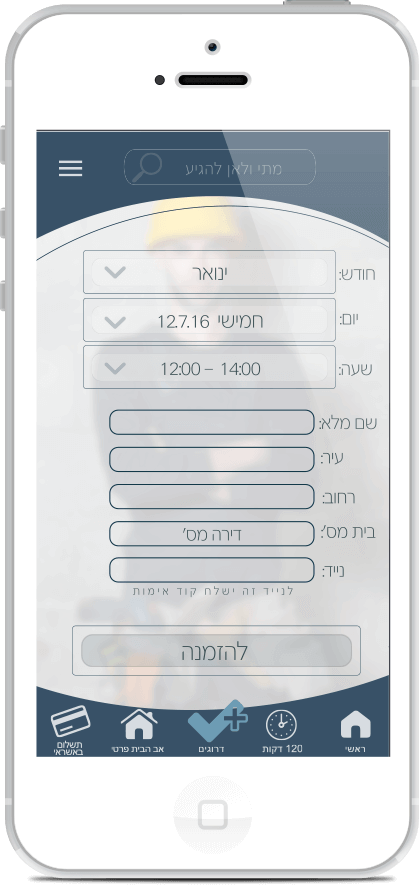 מתי ולאן להגיע
חודש: ינואר
יום: חמישי 12.7.16
שעה: 12:00 – 14:00
שם מלא:
עיר:
רחוב:
בית מס': דירה מס'
נייד:
לנייד זה ישלח קוד אימות
להזמנה
ראשי
120 דקות
דרוגים
אב הבית פרטי
תשלום
באשראי